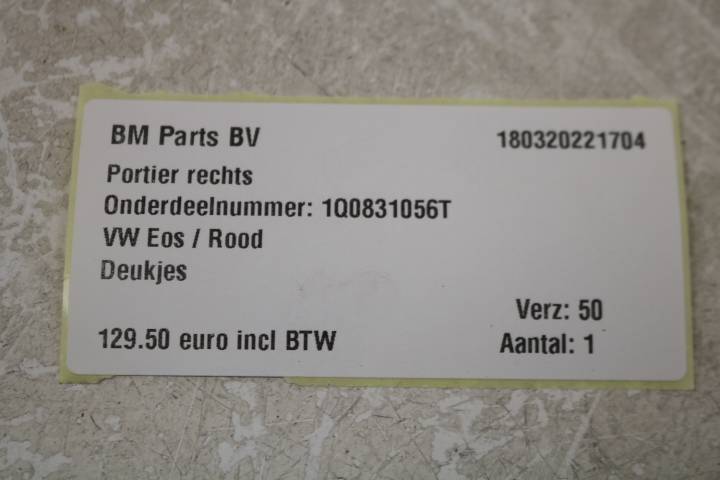 BM Parts BV 180320221704
Portier rechts
Onderdeelnummer: 1Q0831056T
VW Eos / Rood
Deukjes
Verz: 50
129.50 euro incl BTW Aantal: 1